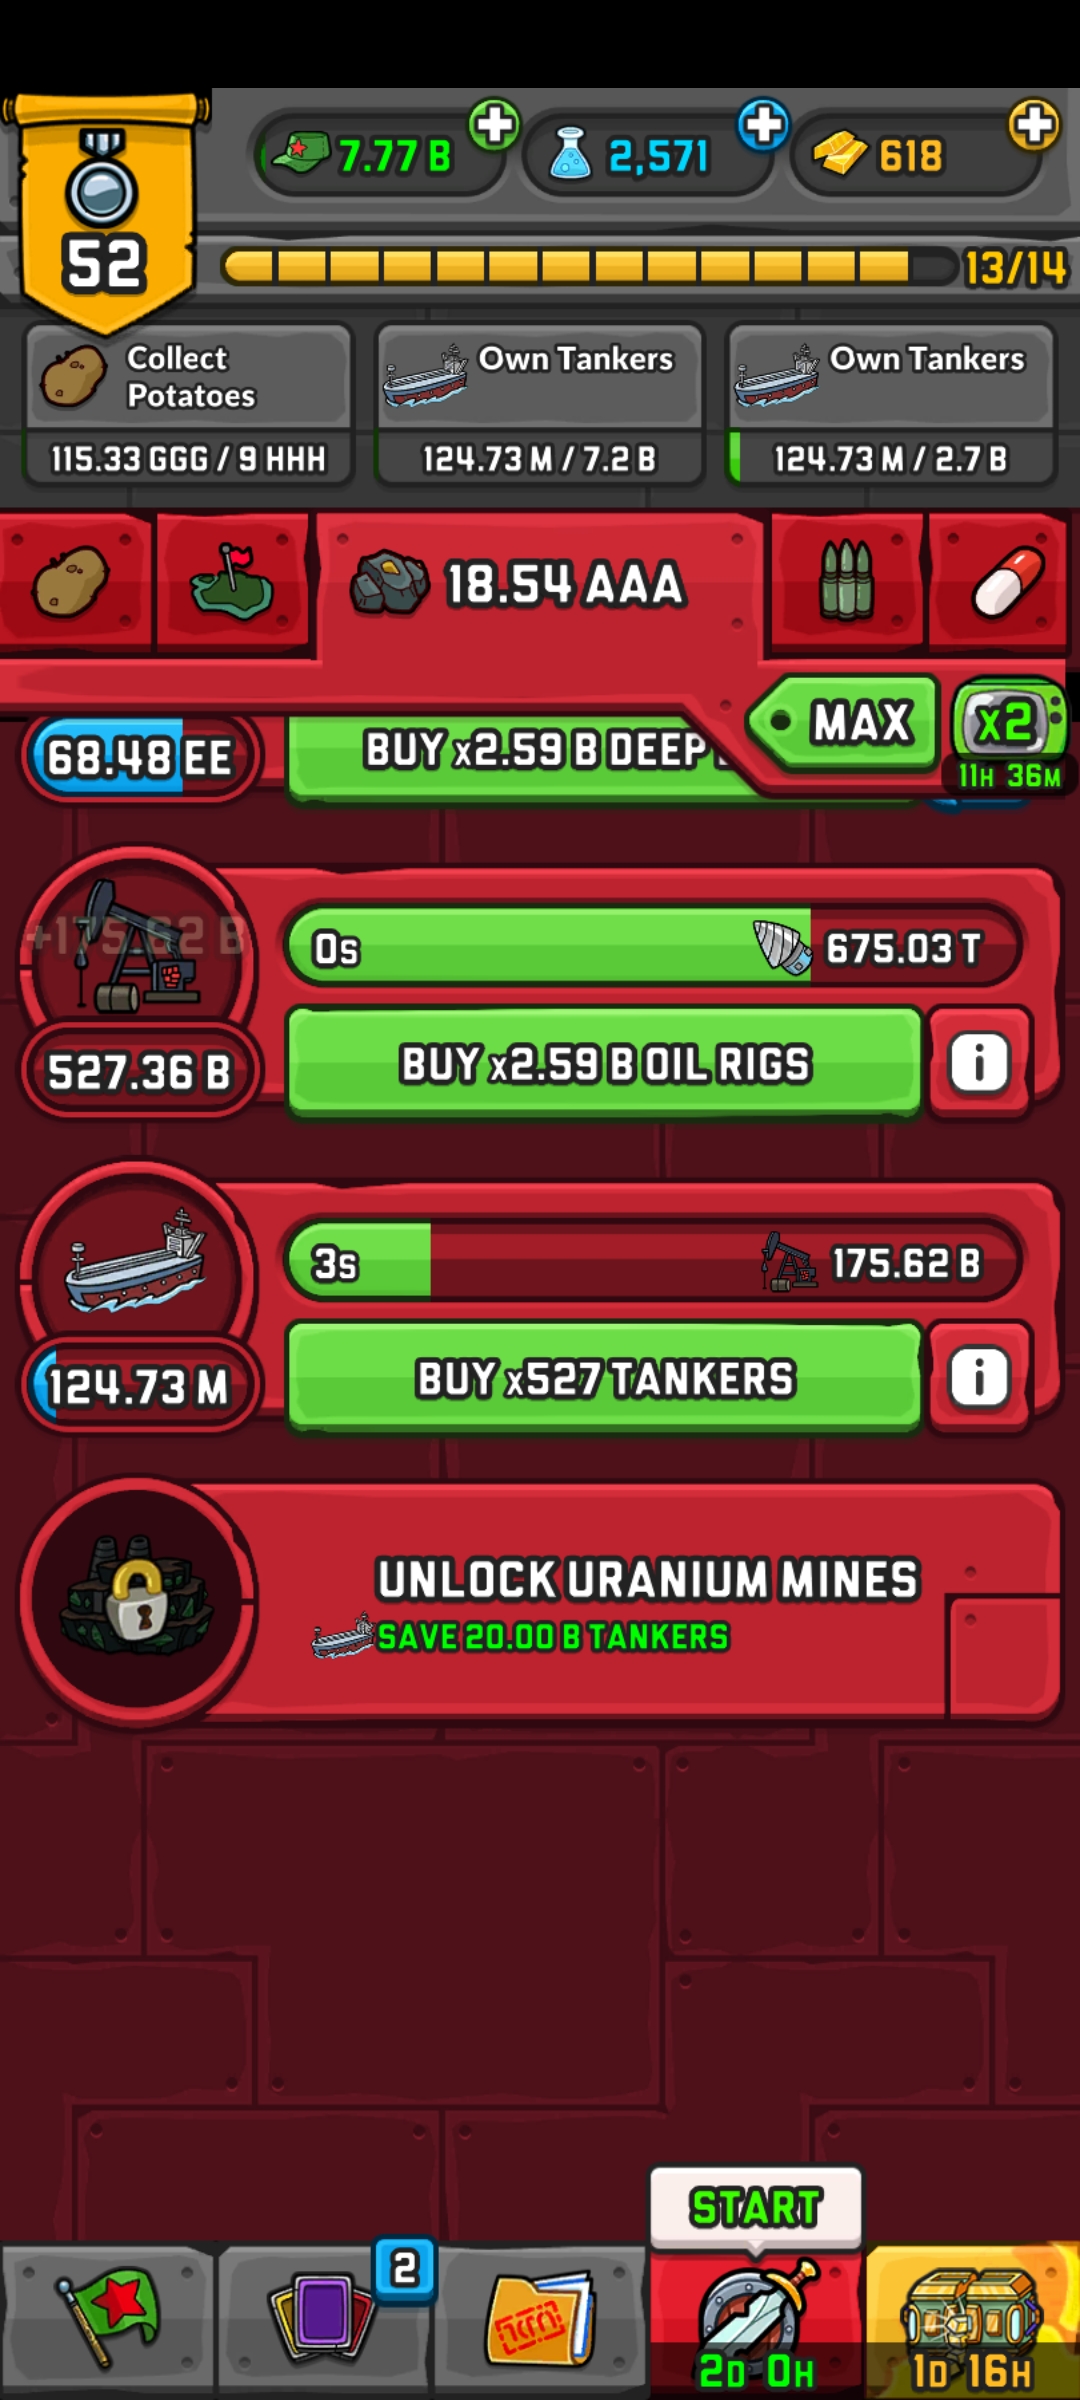 7.77 B
2,571
618
52
13/14
Collect
Potatoes
115.33 GGG / 9 HHH
Own Tankers
124.73 M / 7.2 B
Own Tankers
124.73 M / 2.7 B
18.54 AAA
MAX
x2
11H 36M
68.48 EE
BUY x2.59 B DEEP
+175.62 B
0s
675.03 T
527.36 B
BUY x2.59 B OIL RIGS
i
3s
175.62 B
124.73 M
BUY x527 TANKERS
i
UNLOCK URANIUM MINES
SAVE 20.00 B TANKERS
START
2
2D 0H
1D 16H